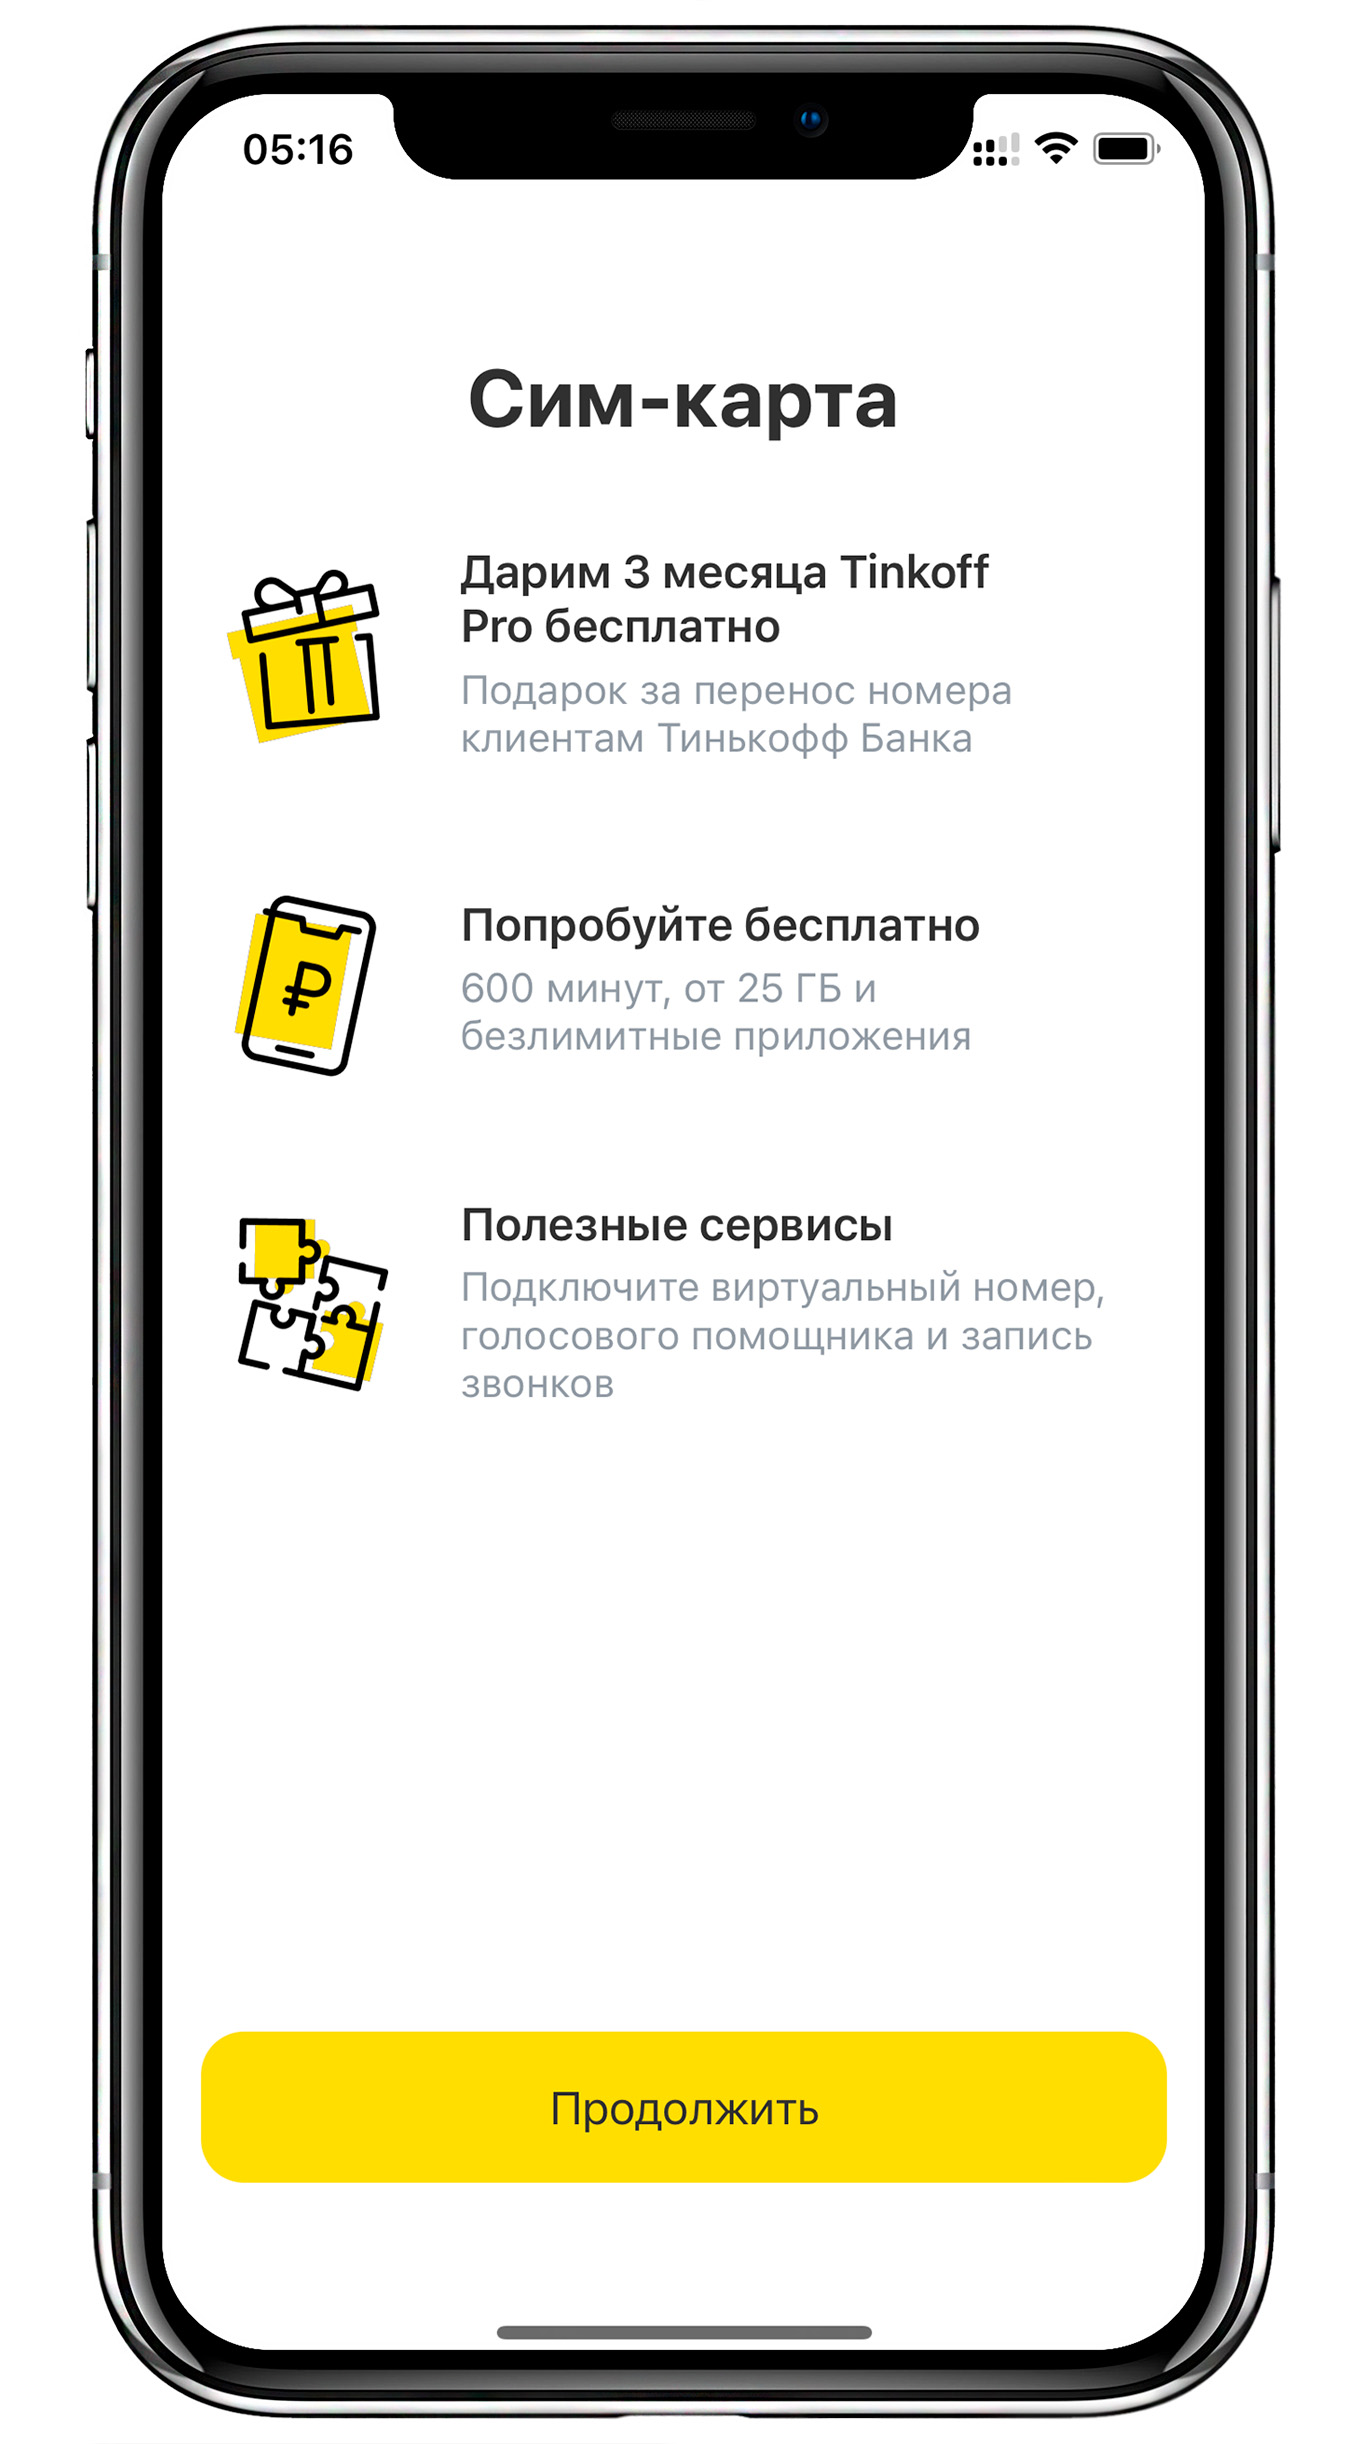 05:16
Сим-карта
Дарим 3 месяца Tinkoff
Pro бесплатно
Подарок за перенос номера
клиентам Тинькофф Банка
₽
Попробуйте бесплатно
600 минут, от 25 ГБ и
безлимитные приложения
Полезные сервисы
Подключите виртуальный номер,
голосового помощника и запись
звонков
Продолжить